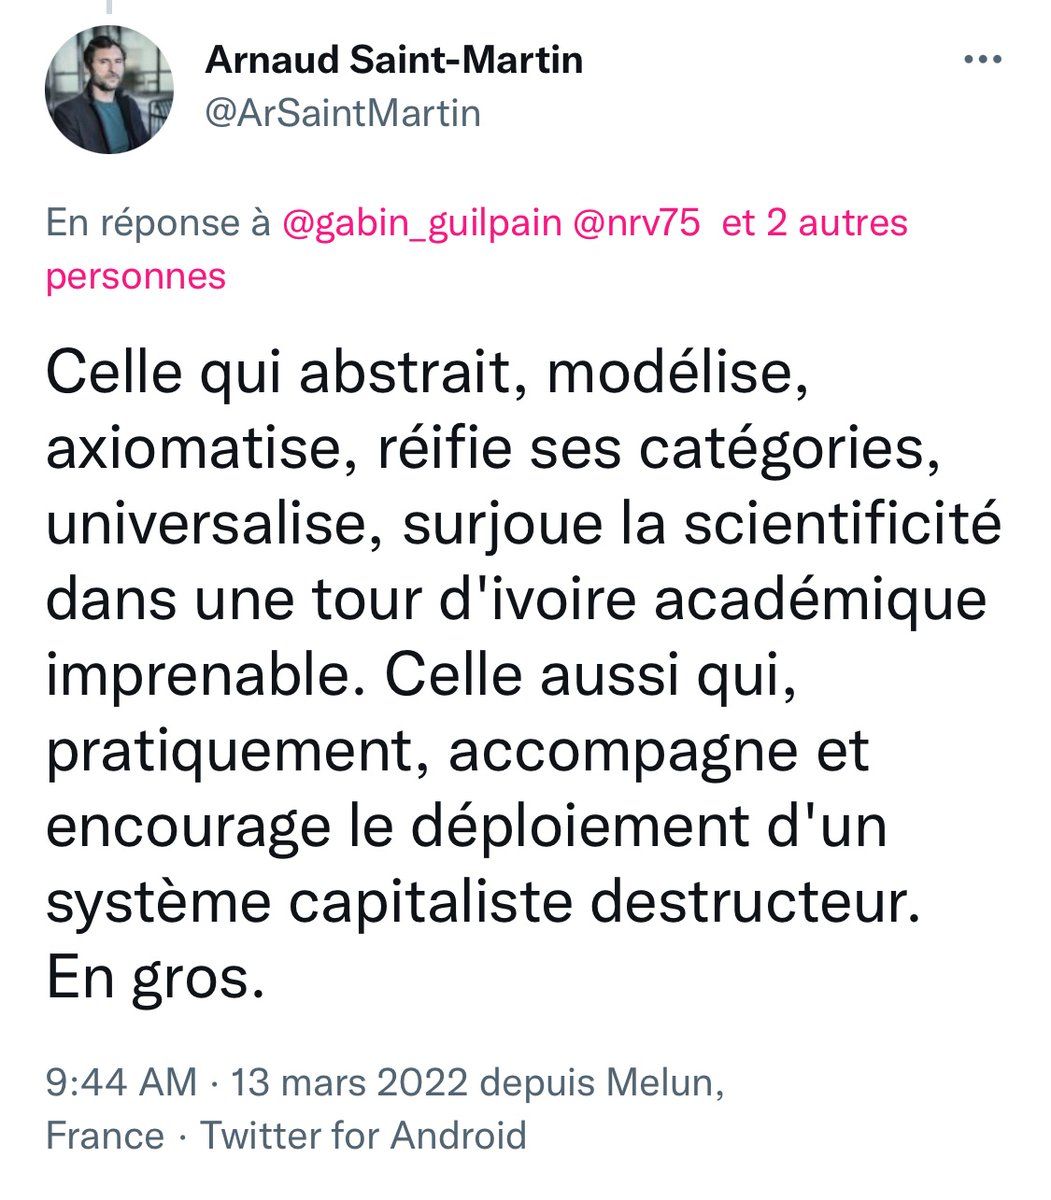 Arnaud Saint-Martin
@ArSaintMartin
En réponse à @gabin_guilpain @nrv75 et 2 autres
personnes
Celle qui abstrait, modélise,
axiomatise, réifie ses catégories,
universalise, surjoue la scientificité
dans une tour d'ivoire académique
imprenable. Celle aussi qui,
pratiquement, accompagne et
encourage le déploiement d'un
système capitaliste destructeur.
En gros.
9:44 AM · 13 mars 2022 depuis Melun,
France · Twitter for Android